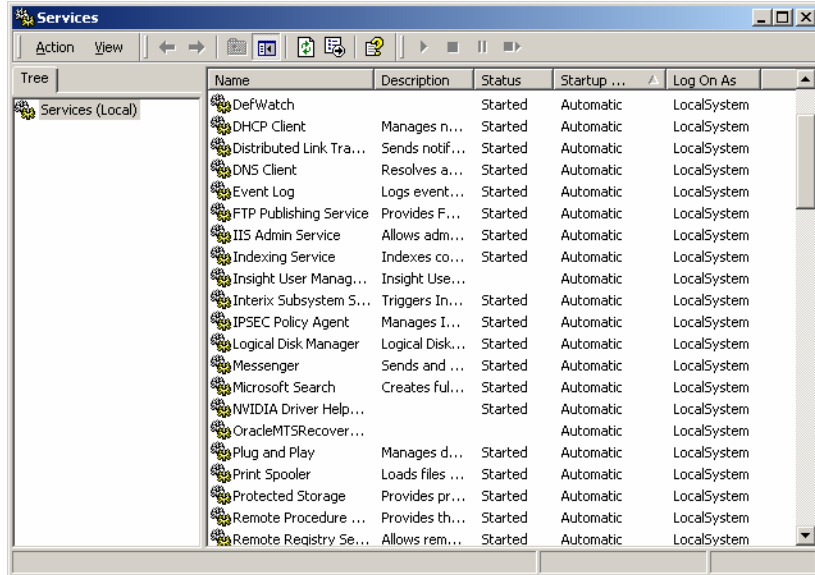 Services
Action View
Tree
Services (Local)
Name Description Status Startup ... Log On As
DefWatch Started Automatic LocalSystem
DHCP Client Manages n... Started Automatic LocalSystem
Distributed Link Tra... Sends notif... Started Automatic LocalSystem
DNS Client Resolves a... Started Automatic LocalSystem
Event Log Logs event... Started Automatic LocalSystem
FTP Publishing Service Provides F... Started Automatic LocalSystem
IIS Admin Service Allows adm... Started Automatic LocalSystem
Indexing Service Indexes co... Started Automatic LocalSystem
Insight User Manag... Insight Use... Automatic LocalSystem
Interix Subsystem S... Triggers In... Started Automatic LocalSystem
IPSEC Policy Agent Manages I... Started Automatic LocalSystem
Logical Disk Manager Logical Disk... Started Automatic LocalSystem
Messenger Sends and ... Started Automatic LocalSystem
Microsoft Search Creates ful... Started Automatic LocalSystem
NVIDIA Driver Help... Started Automatic LocalSystem
OracleMTSRecover... Automatic LocalSystem
Plug and Play Manages d... Started Automatic LocalSystem
Print Spooler Loads files ... Started Automatic LocalSystem
Protected Storage Provides pr... Started Automatic LocalSystem
Remote Procedure ... Provides th... Started Automatic LocalSystem
Remote Registry Se... Allows rem... Started Automatic LocalSystem